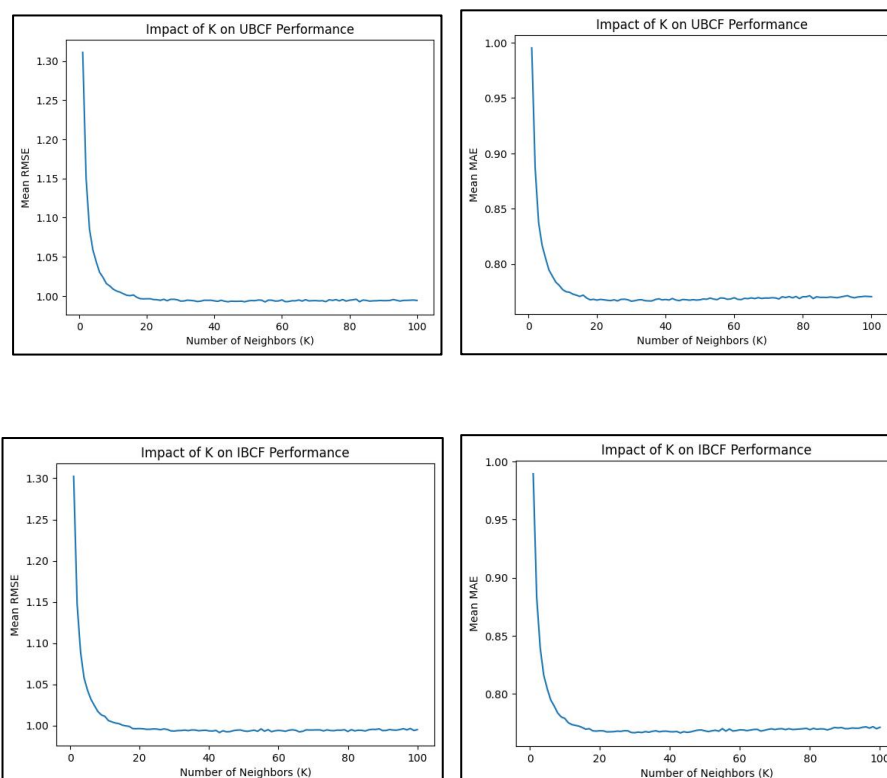 Impact of K on UBCF Performance
1.30
1.25
1.20
1.15
1.10
1.05
1.00
Mean RMSE
0 20 40 60 80 100
Number of Neighbors (K)
Impact of K on UBCF Performance
1.00
0.95
0.90
0.85
0.80
Mean MAE
0 20 40 60 80 100
Number of Neighbors (K)
Impact of K on IBCF Performance
1.30
1.25
1.20
1.15
1.10
1.05
1.00
Mean RMSE
0 20 40 60 80 100
Number of Neighbors (K)
Impact of K on IBCF Performance
1.00
0.95
0.90
0.85
0.80
Mean MAE
0 20 40 60 80 100
Number of Neighbors (K)